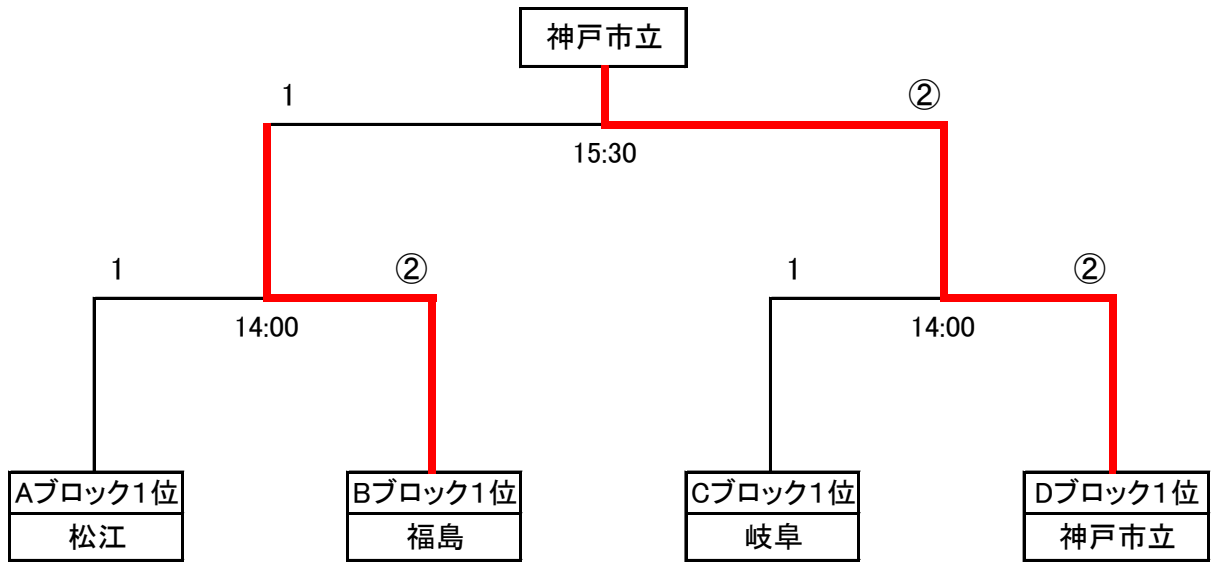 神戸市立
1
②
15:30
1
②
1
②
14:00
14:00
Aブロック1位
Bブロック1位
Cブロック1位
Dブロック1位
松江
福島
岐阜
神戸市立